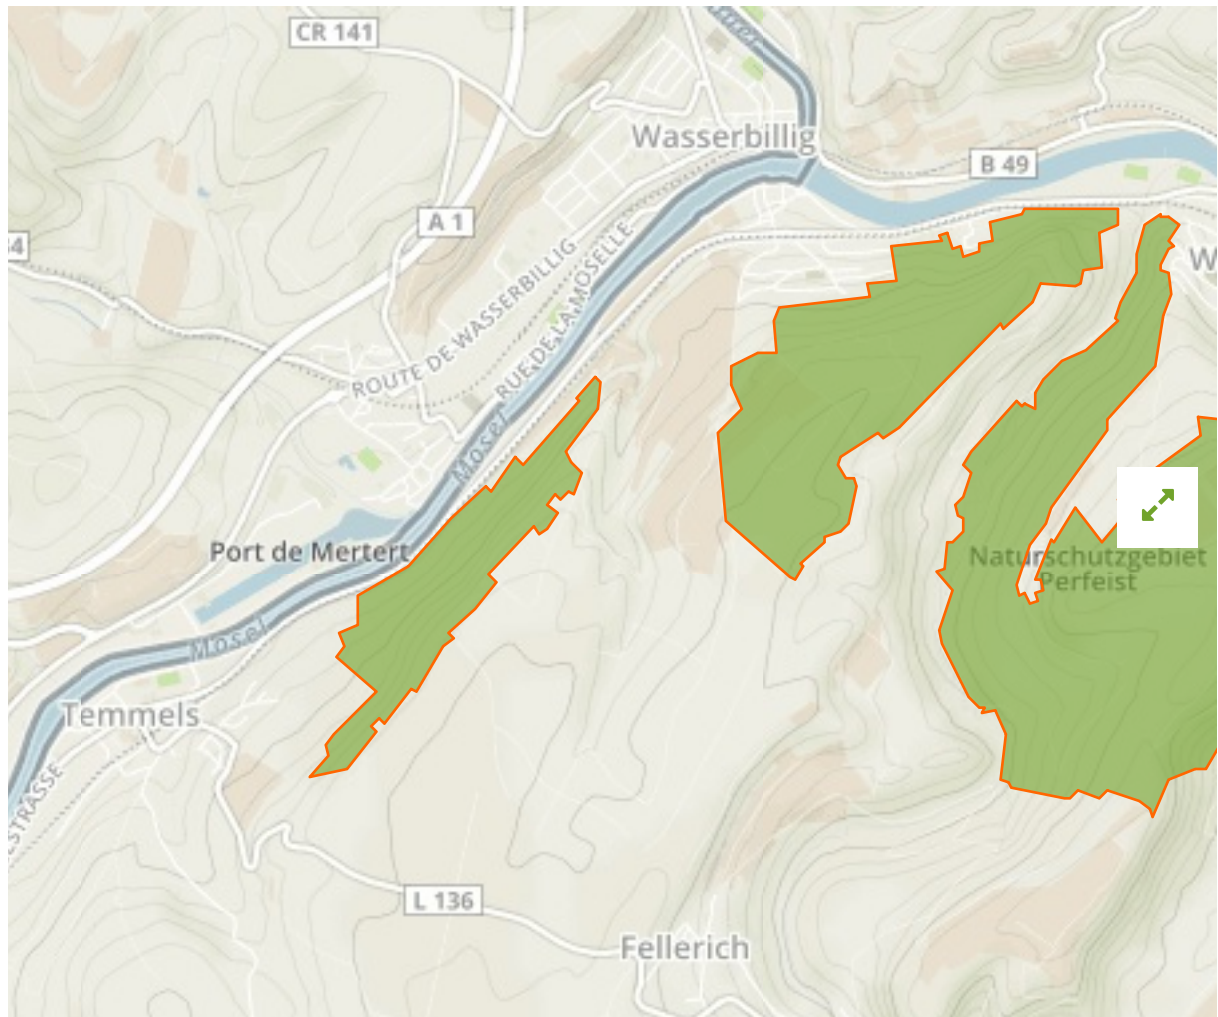 CR 141
Wasserbillig
B 49
A 1
ROUTE DE WASSERBILLIG
RUE DE LA MOSELLE
W
Mosel
Port de Mertert
Naturschutzgebiet
Perfeist
Mosel
Temmels
L 136
Fellerich